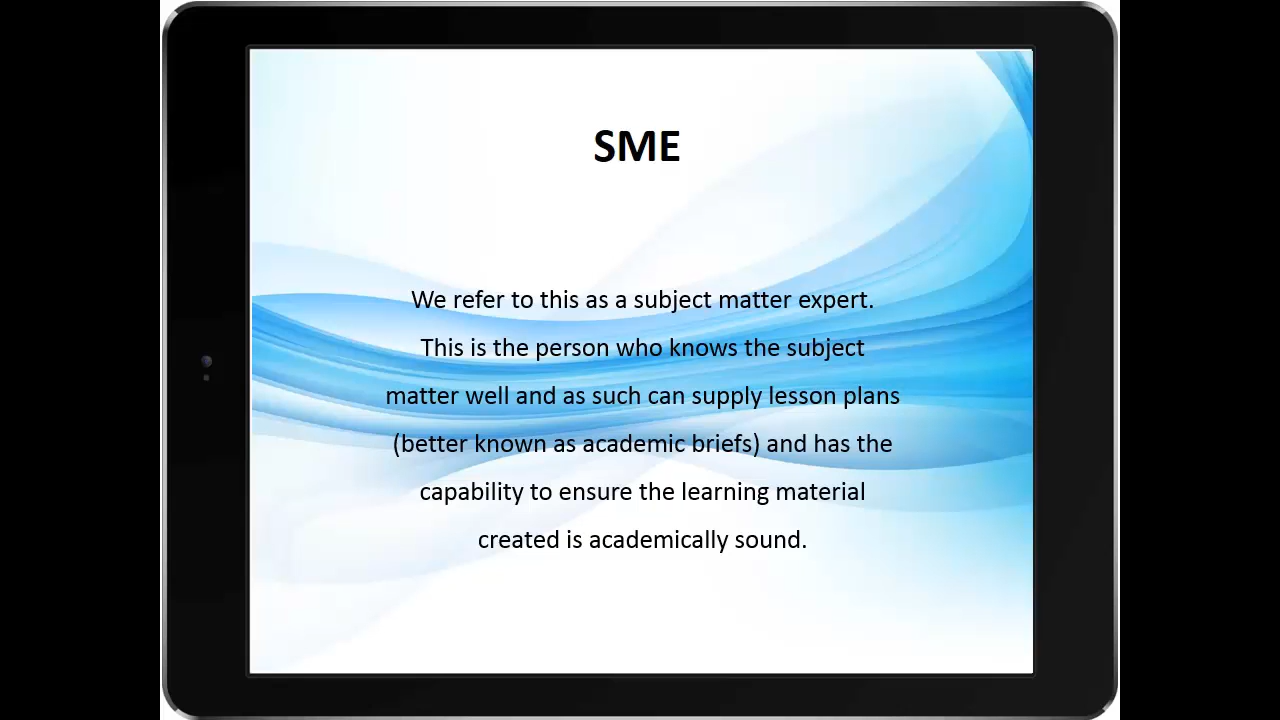 SME
We refer to this as a subject matter expert.
This is the person who knows the subject
matter well and as such can supply lesson plans
(better known as academic briefs) and has the
capability to ensure the learning material
created is academically sound.